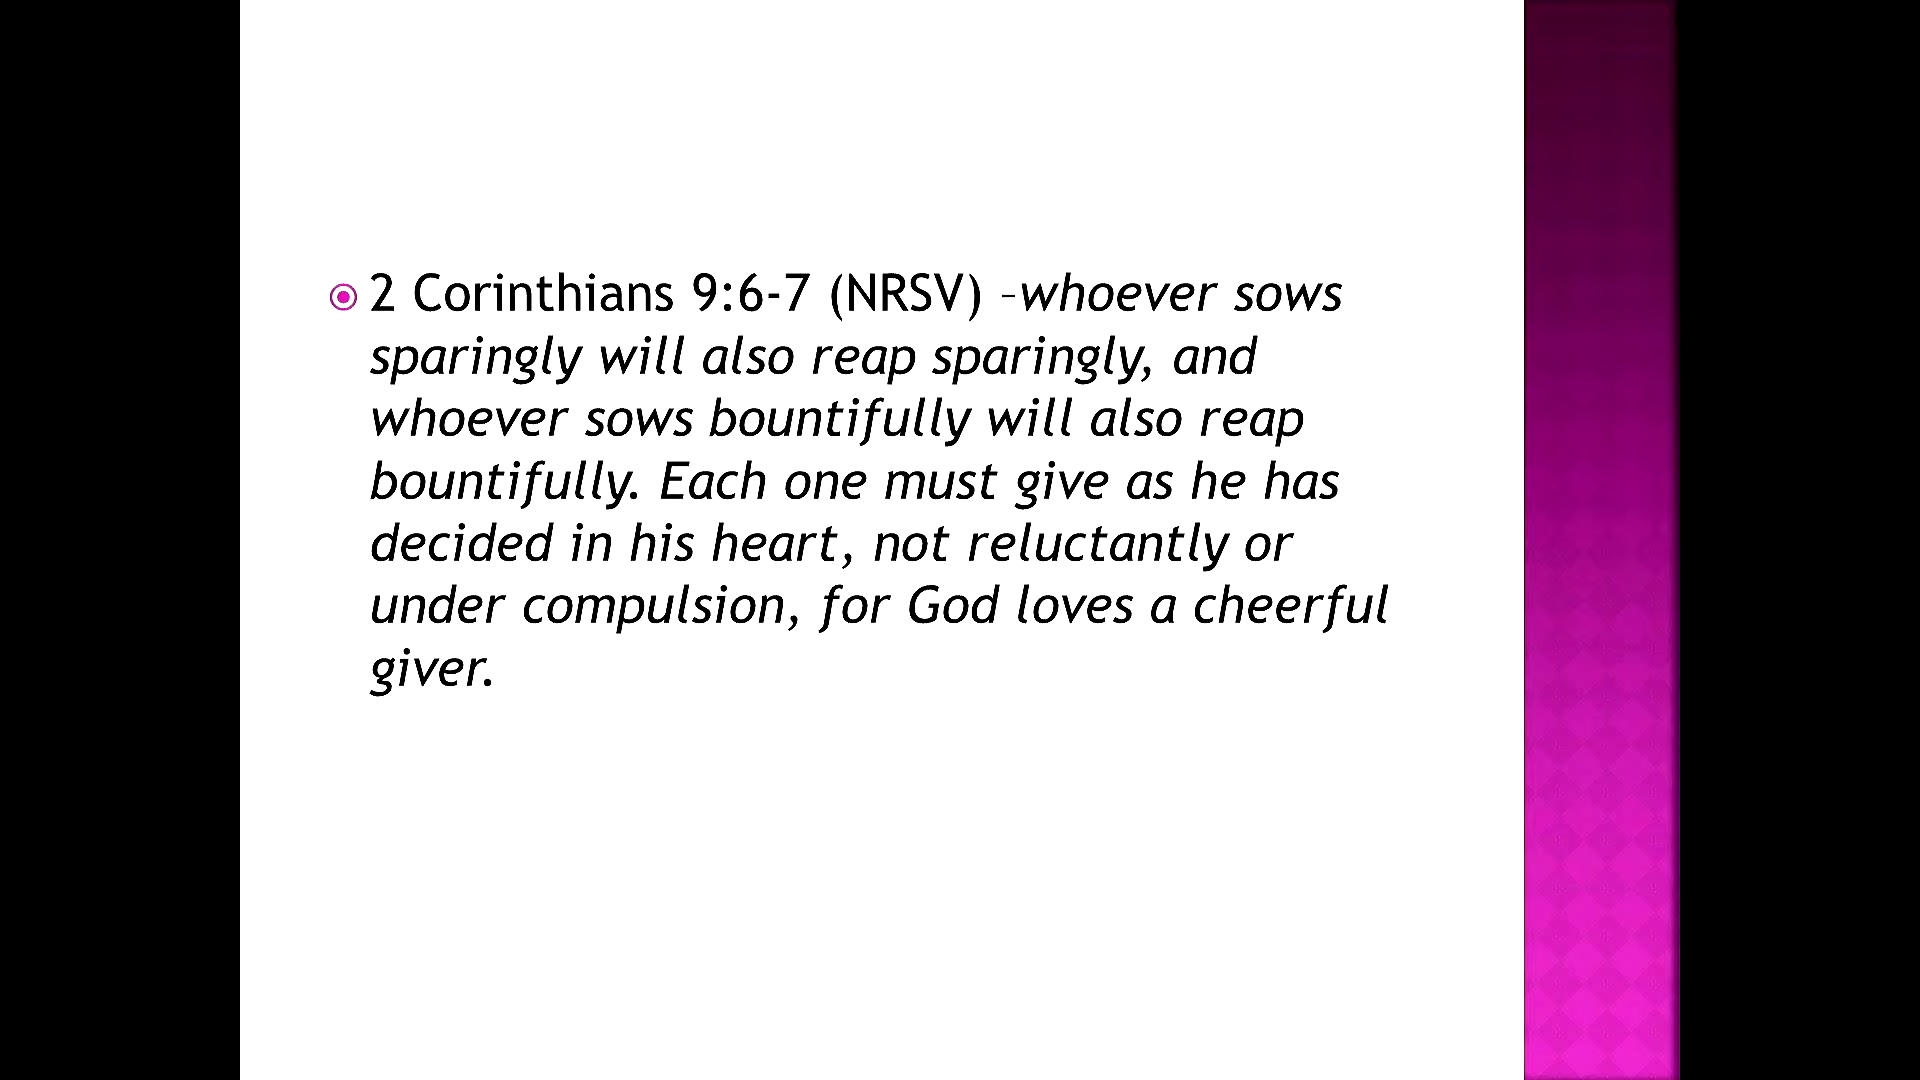 2 Corinthians 9:6-7 (NRSV) –whoever sows
sparingly will also reap sparingly, and
whoever sows bountifully will also reap
bountifully. Each one must give as he has
decided in his heart, not reluctantly or
under compulsion, for God loves a cheerful
giver.